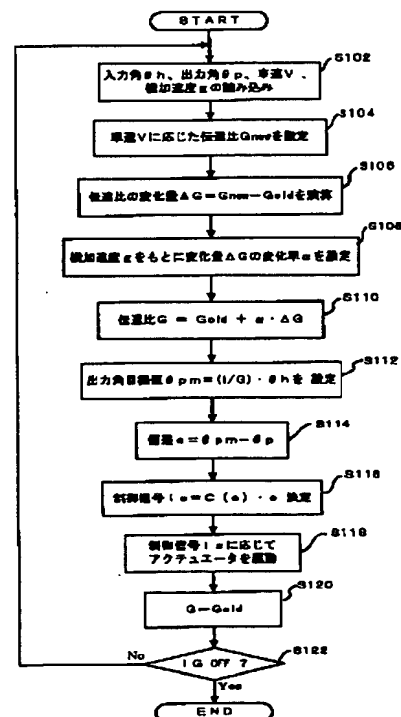 START
S102
入力角θh、出力角θp、車速V、
横加速度gの読み込み
S104
車速Vに応じた伝達比Gnewを設定
S106
伝達比の変化量ΔG=Gnew-Goldを演算
S108
横加速度gをもとに変化量ΔGの変化率αを設定
S110
伝達比G = Gold + α・ΔG
S112
出力角目標値θpm=(1/G)・θhを 設定
S114
偏差e=θpm-θp
S116
制御信号Is=C(s)・e 決定
S118
制御信号Isに応じて
アクチュエータを駆動
S120
G→Gold
S122
No
IG OFF ?
Yes
END